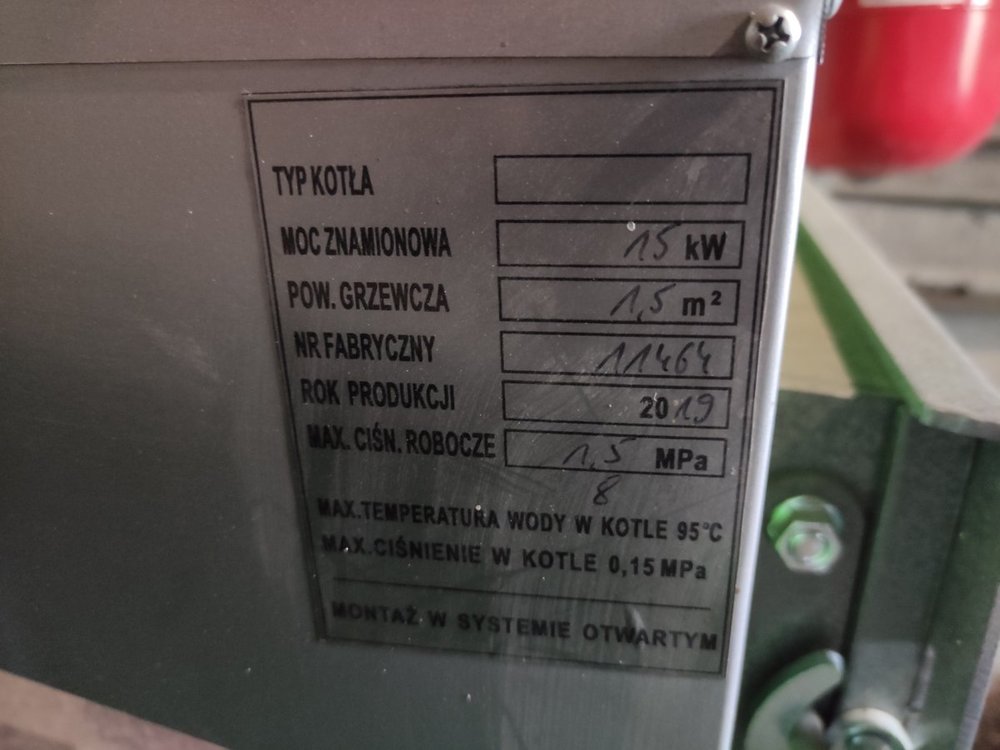 TYP KOTŁA
MOC ZNAMIONOWA 15 kW
POW. GRZEWCZA 1,5 m²
NR FABRYCZNY 11464
ROK PRODUKCJI 2019
MAX. CIŚN. ROBOCZE 1,5 MPa
8
MAX.TEMPERATURA WODY W KOTLE 95°C
MAX.CIŚNIENIE W KOTLE 0,15 MPa
MONTAŻ W SYSTEMIE OTWARTYM